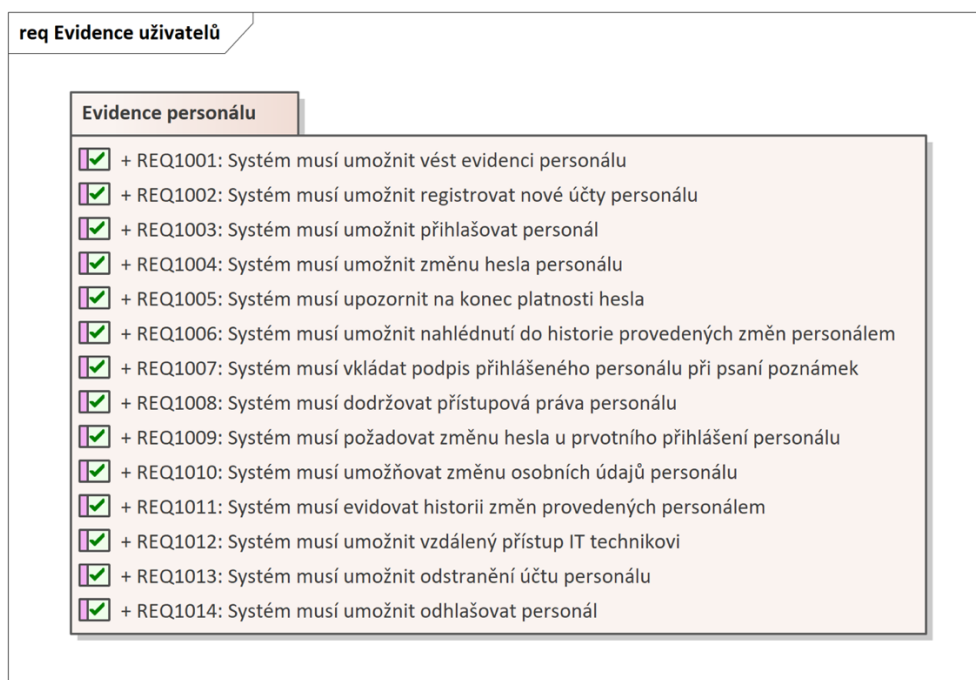 req Evidence uživatelů
Evidence personálu
+ REQ1001: Systém musí umožnit vést evidenci personálu
+ REQ1002: Systém musí umožnit registrovat nové účty personálu
+ REQ1003: Systém musí umožnit přihlašovat personál
+ REQ1004: Systém musí umožnit změnu hesla personálu
+ REQ1005: Systém musí upozornit na konec platnosti hesla
+ REQ1006: Systém musí umožnit nahlédnutí do historie provedených změn personálem
+ REQ1007: Systém musí vkládat podpis přihlášeného personálu při psaní poznámek
+ REQ1008: Systém musí dodržovat přístupová práva personálu
+ REQ1009: Systém musí požadovat změnu hesla u prvotního přihlášení personálu
+ REQ1010: Systém musí umožňovat změnu osobních údajů personálu
+ REQ1011: Systém musí evidovat historii změn provedených personálem
+ REQ1012: Systém musí umožnit vzdálený přístup IT technikovi
+ REQ1013: Systém musí umožnit odstranění účtu personálu
+ REQ1014: Systém musí umožnit odhlašovat personál